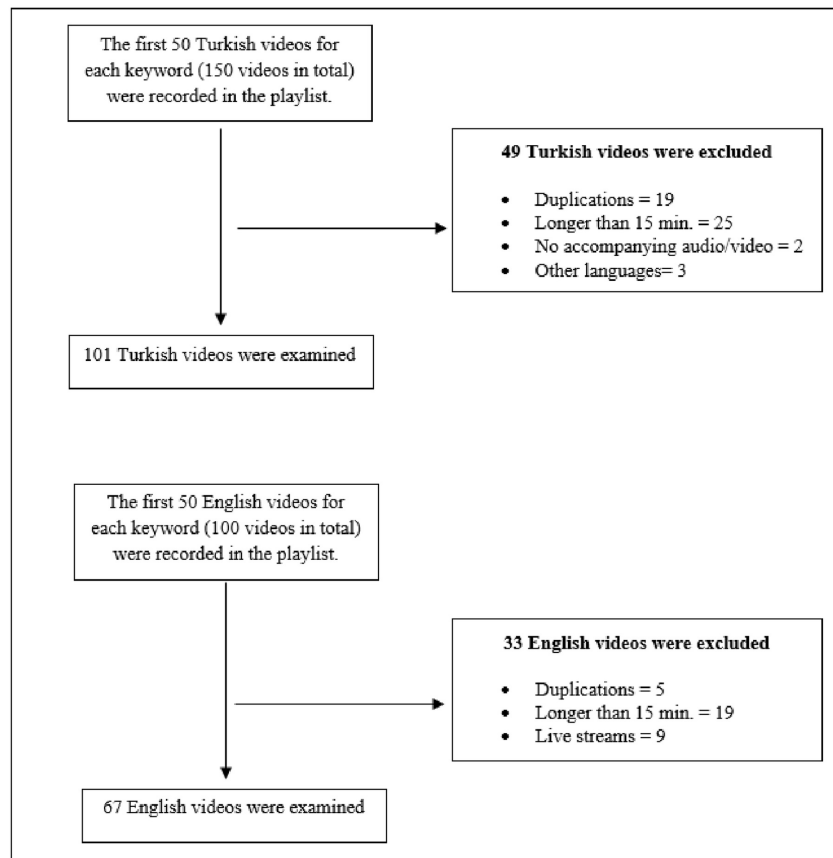 The first 50 Turkish videos for
each keyword (150 videos in total)
were recorded in the playlist.
49 Turkish videos were excluded
• Duplications = 19
• Longer than 15 min. = 25
• No accompanying audio/video = 2
• Other languages= 3
101 Turkish videos were examined
The first 50 English videos for
each keyword (100 videos in total)
were recorded in the playlist.
33 English videos were excluded
• Duplications = 5
• Longer than 15 min. = 19
• Live streams = 9
67 English videos were examined